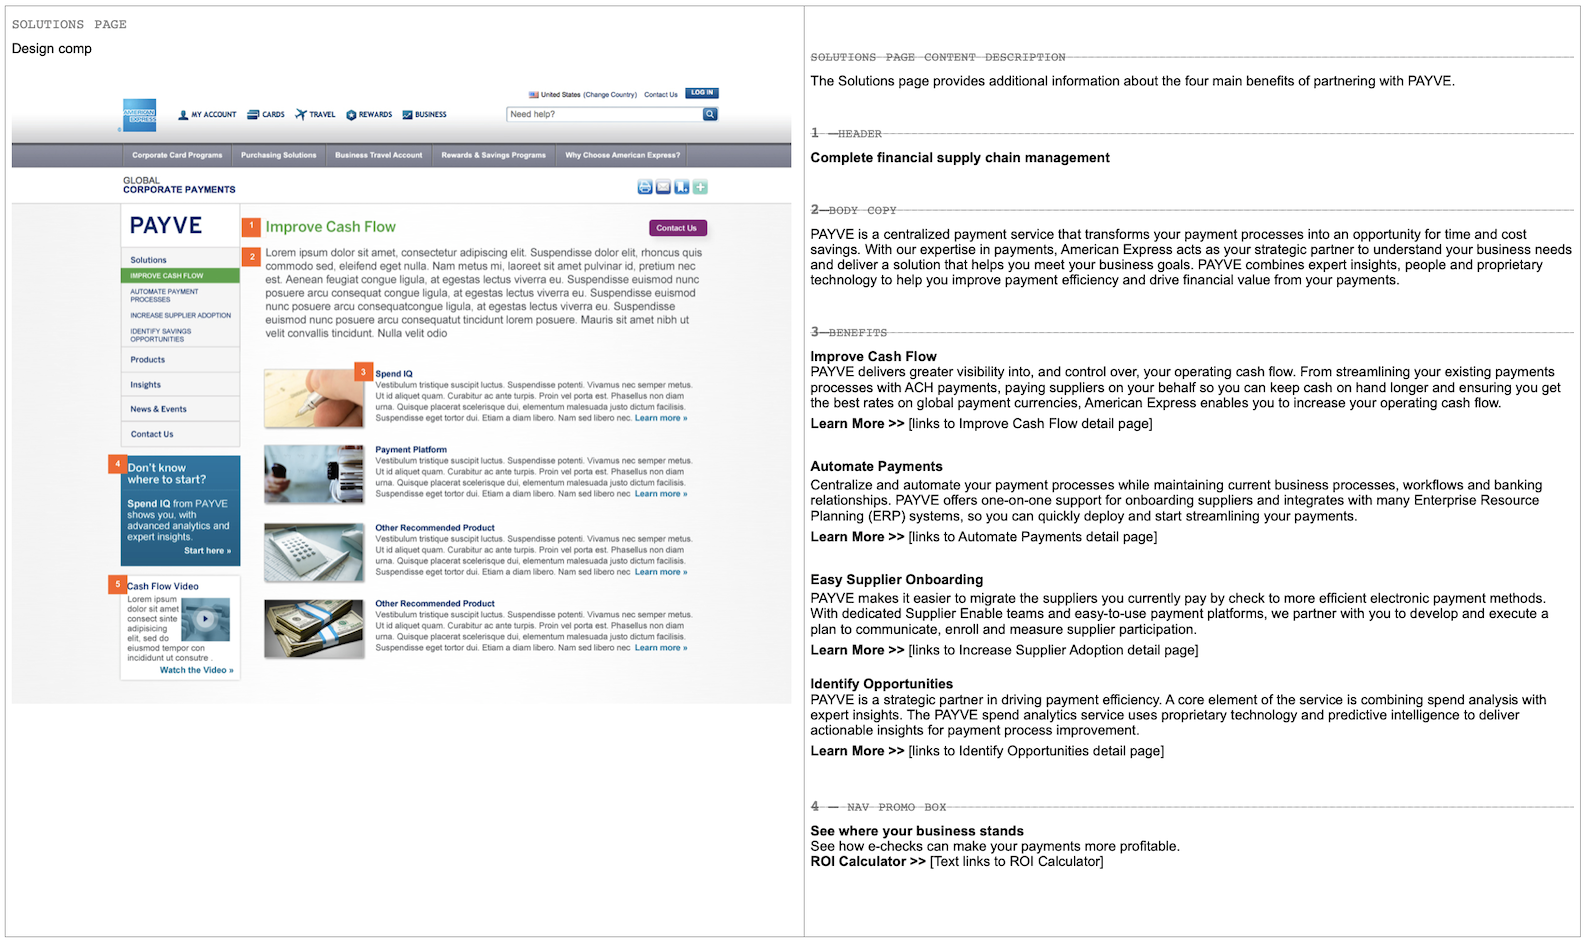 SOLUTIONS PAGE
Design comp
United States (Change Country) Contact Us LOG IN
AMERICAN EXPRESS
MY ACCOUNT CARDS TRAVEL REWARDS BUSINESS
Need help?
Corporate Card Programs Purchasing Solutions Business Travel Account Rewards & Savings Programs Why Choose American Express?
GLOBAL
CORPORATE PAYMENTS
PAYVE
Solutions
IMPROVE CASH FLOW
AUTOMATE PAYMENT
PROCESSES
INCREASE SUPPLIER ADOPTION
IDENTIFY SAVINGS
OPPORTUNITIES
Products
Insights
News & Events
Contact Us
4
Don't know
where to start?
Spend IQ from PAYVE
shows you, with
advanced analytics and
expert insights.
Start here »
5
Cash Flow Video
Lorem ipsum
dolor sit amet
consect sinte
adipisicing
elit, sed do
eiusmod tempor con
incididunt ut consutre .
Watch the Video »
1
Improve Cash Flow
Contact Us
2
Lorem ipsum dolor sit amet, consectetur adipiscing elit. Suspendisse dolor elit, rhoncus quis
commodo sed, eleifend eget nulla. Nam metus mi, laoreet sit amet pulvinar id, pretium nec
est. Aenean feugiat congue ligula, at egestas lectus viverra eu. Suspendisse euismod nunc
posuere arcu consequat congue ligula, at egestas lectus viverra eu. Suspendisse euismod
nunc posuere arcu consequatcongue ligula, at egestas lectus viverra eu. Suspendisse
euismod nunc posuere arcu consequatut tincidunt lorem posuere. Mauris sit amet nibh ut
velit convallis tincidunt. Nulla velit odio
3
Spend IQ
Vestibulum tristique suscipit luctus. Suspendisse potenti. Vivamus nec semper metus.
Ut id aliquet quam. Curabitur ac ante turpis. Proin vel porta est. Phasellus non diam
urna. Quisque placerat scelerisque dui, elementum malesuada justo dictum facilisis.
Suspendisse eget tortor dui. Etiam a diam libero. Nam sed libero nec. Learn more »
Payment Platform
Vestibulum tristique suscipit luctus. Suspendisse potenti. Vivamus nec semper metus.
Ut id aliquet quam. Curabitur ac ante turpis. Proin vel porta est. Phasellus non diam
urna. Quisque placerat scelerisque dui, elementum malesuada justo dictum facilisis.
Suspendisse eget tortor dui. Etiam a diam libero. Nam sed libero nec Learn more »
Other Recommended Product
Vestibulum tristique suscipit luctus. Suspendisse potenti. Vivamus nec semper metus.
Ut id aliquet quam. Curabitur ac ante turpis. Proin vel porta est. Phasellus non diam
urna. Quisque placerat scelerisque dui, elementum malesuada justo dictum facilisis.
Suspendisse eget tortor dui. Etiam a diam libero. Nam sed libero nec Learn more »
Other Recommended Product
Vestibulum tristique suscipit luctus. Suspendisse potenti. Vivamus nec semper metus.
Ut id aliquet quam. Curabitur ac ante turpis. Proin vel porta est. Phasellus non diam
urna. Quisque placerat scelerisque dui, elementum malesuada justo dictum facilisis.
Suspendisse eget tortor dui. Etiam a diam libero. Nam sed libero nec Learn more »
SOLUTIONS PAGE CONTENT DESCRIPTION
The Solutions page provides additional information about the four main benefits of partnering with PAYVE.
1 —HEADER
Complete financial supply chain management
2—BODY COPY
PAYVE is a centralized payment service that transforms your payment processes into an opportunity for time and cost
savings. With our expertise in payments, American Express acts as your strategic partner to understand your business needs
and deliver a solution that helps you meet your business goals. PAYVE combines expert insights, people and proprietary
technology to help you improve payment efficiency and drive financial value from your payments.
3—BENEFITS
Improve Cash Flow
PAYVE delivers greater visibility into, and control over, your operating cash flow. From streamlining your existing payments
processes with ACH payments, paying suppliers on your behalf so you can keep cash on hand longer and ensuring you get
the best rates on global payment currencies, American Express enables you to increase your operating cash flow.
Learn More >> [links to Improve Cash Flow detail page]
Automate Payments
Centralize and automate your payment processes while maintaining current business processes, workflows and banking
relationships. PAYVE offers one-on-one support for onboarding suppliers and integrates with many Enterprise Resource
Planning (ERP) systems, so you can quickly deploy and start streamlining your payments.
Learn More >> [links to Automate Payments detail page]
Easy Supplier Onboarding
PAYVE makes it easier to migrate the suppliers you currently pay by check to more efficient electronic payment methods.
With dedicated Supplier Enable teams and easy-to-use payment platforms, we partner with you to develop and execute a
plan to communicate, enroll and measure supplier participation.
Learn More >> [links to Increase Supplier Adoption detail page]
Identify Opportunities
PAYVE is a strategic partner in driving payment efficiency. A core element of the service is combining spend analysis with
expert insights. The PAYVE spend analytics service uses proprietary technology and predictive intelligence to deliver
actionable insights for payment process improvement.
Learn More >> [links to Identify Opportunities detail page]
4 — NAV PROMO BOX
See where your business stands
See how e-checks can make your payments more profitable.
ROI Calculator >> [Text links to ROI Calculator]